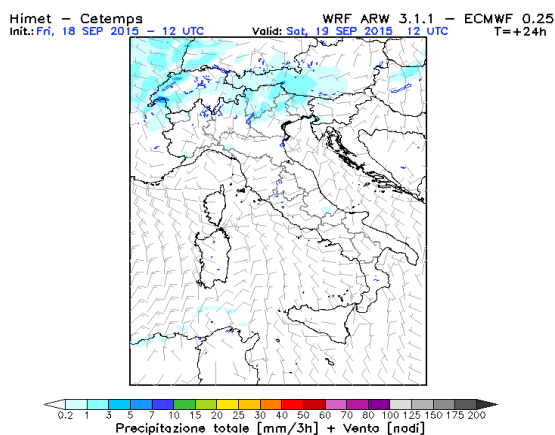 Himet – Cetemps WRF ARW 3.1.1 – ECMWF 0.25
Init.: Fri, 18 SEP 2015 – 12 UTC Valid: Sat, 19 SEP 2015 12 UTC T=+24h
0.2 1 3 5 7 10 15 20 25 30 40 50 60 70 80 100 125 150 175 200
Precipitazione totale [mm/3h] + Vento [nodi]